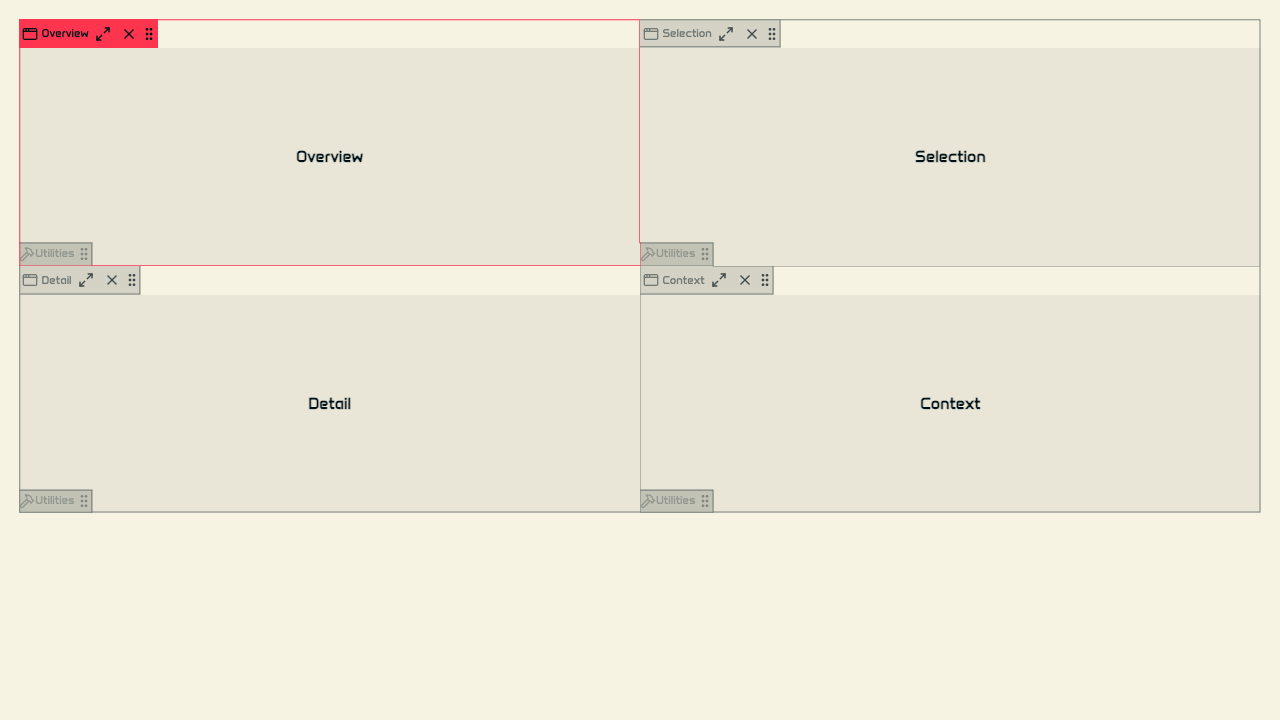 Overview
Selection
Overview
Selection
Utilities
Utilities
Detail
Context
Detail
Context
Utilities
Utilities